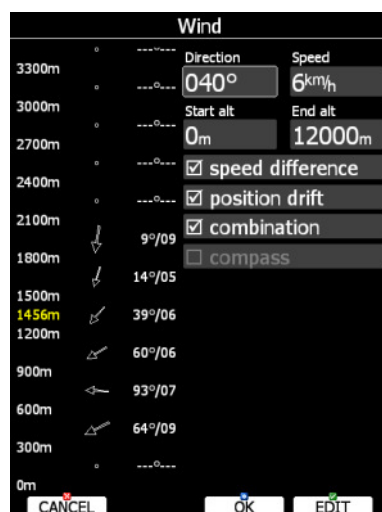 Wind
---°---
Direction
Speed
3300m
---°---
040°
6km/h
3000m
Start alt
End alt
---°---
0m
12000m
2700m
---°---
☑ speed difference
2400m
---°---
☑ position drift
2100m
9°/09
☑ combination
1800m
☐ compass
14°/05
1500m
1456m
39°/06
1200m
60°/06
900m
93°/07
600m
64°/09
300m
---°---
0m
CANCEL
OK
EDIT